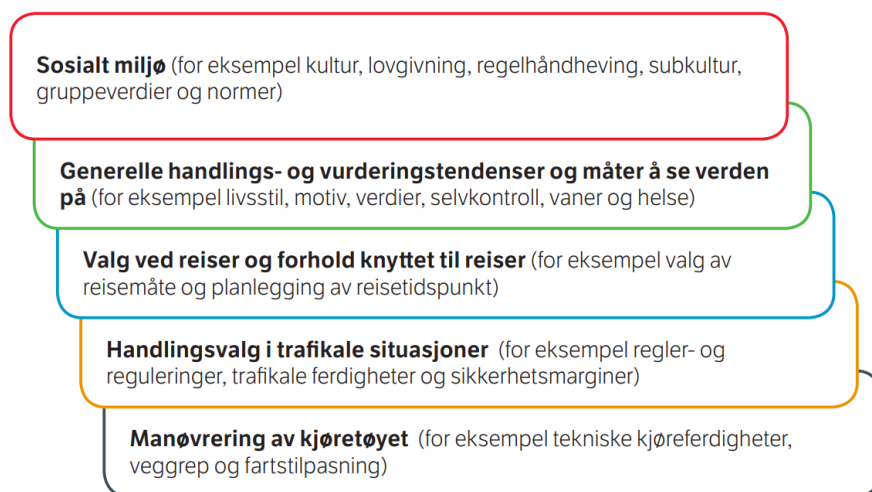 Sosialt miljø (for eksempel kultur, lovgivning, regelhåndheving, subkultur,
gruppeverdier og normer)
Generelle handlings- og vurderingstendenser og måter å se verden
på (for eksempel livsstil, motiv, verdier, selvkontroll, vaner og helse)
Valg ved reiser og forhold knyttet til reiser (for eksempel valg av
reisemåte og planlegging av reisetidspunkt)
Handlingsvalg i trafikale situasjoner (for eksempel regler- og
reguleringer, trafikale ferdigheter og sikkerhetsmarginer)
Manøvrering av kjøretøyet (for eksempel tekniske kjøreferdigheter,
veggrep og fartstilpasning)